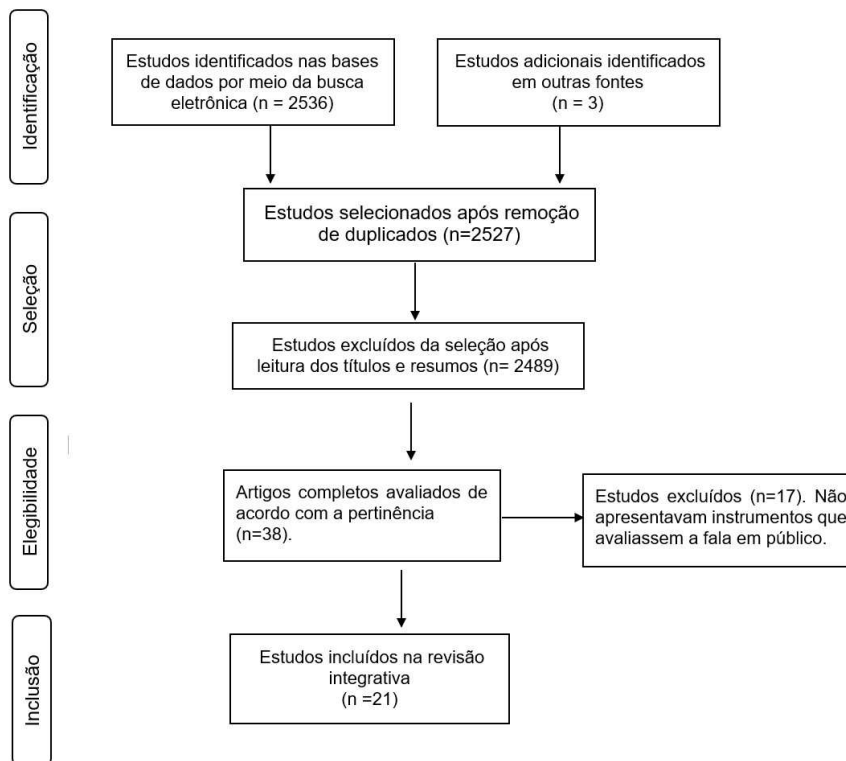 Identificação
Estudos identificados nas bases
de dados por meio da busca
eletrônica (n = 2536)
Estudos adicionais identificados
em outras fontes
(n = 3)
Seleção
Estudos selecionados após remoção
de duplicados (n=2527)
Estudos excluídos da seleção após
leitura dos títulos e resumos (n= 2489)
Elegibilidade
Artigos completos avaliados de
acordo com a pertinência
(n=38).
Estudos excluídos (n=17). Não
apresentavam instrumentos que
avaliassem a fala em público.
Inclusão
Estudos incluídos na revisão
integrativa
(n =21)